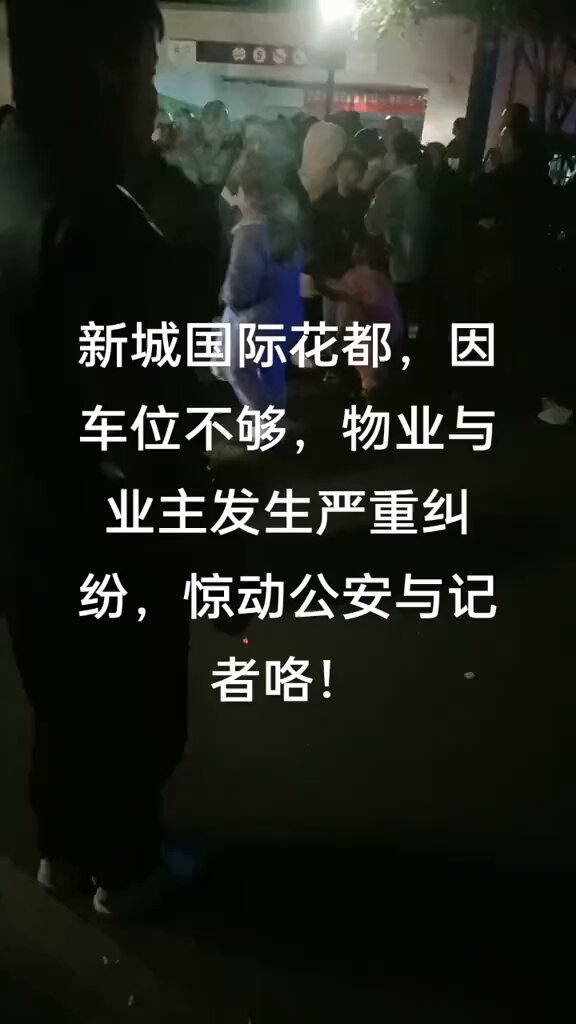 新城国际花都，因
车位不够，物业与
业主发生严重纠
纷，惊动公安与记
者咯！